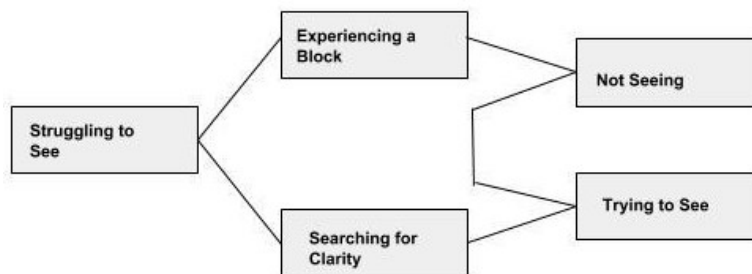 Experiencing a
Block
Not Seeing
Struggling to
See
Trying to See
Searching for
Clarity